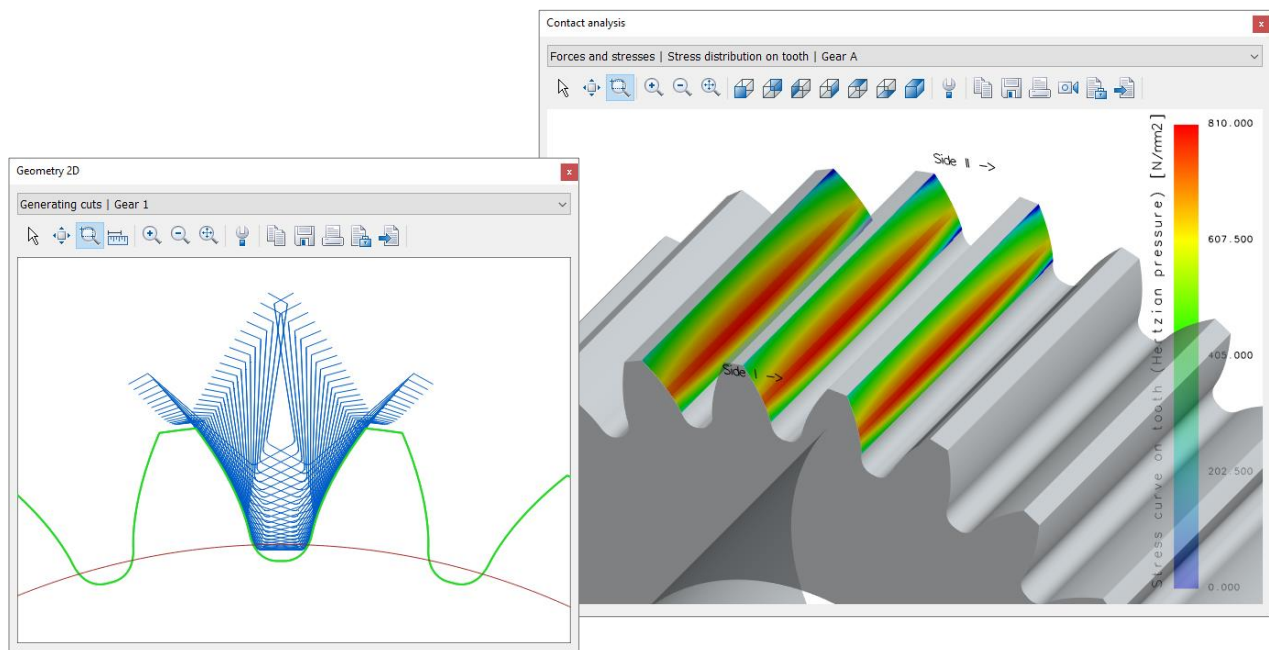 Contact analysis
x
Forces and stresses | Stress distribution on tooth | Gear A
Side II ->
Side I ->
Stress curve on tooth (Hertzian pressure) [N/mm2]
810.000
607.500
405.000
202.500
0.000
Geometry 2D
x
Generating cuts | Gear 1